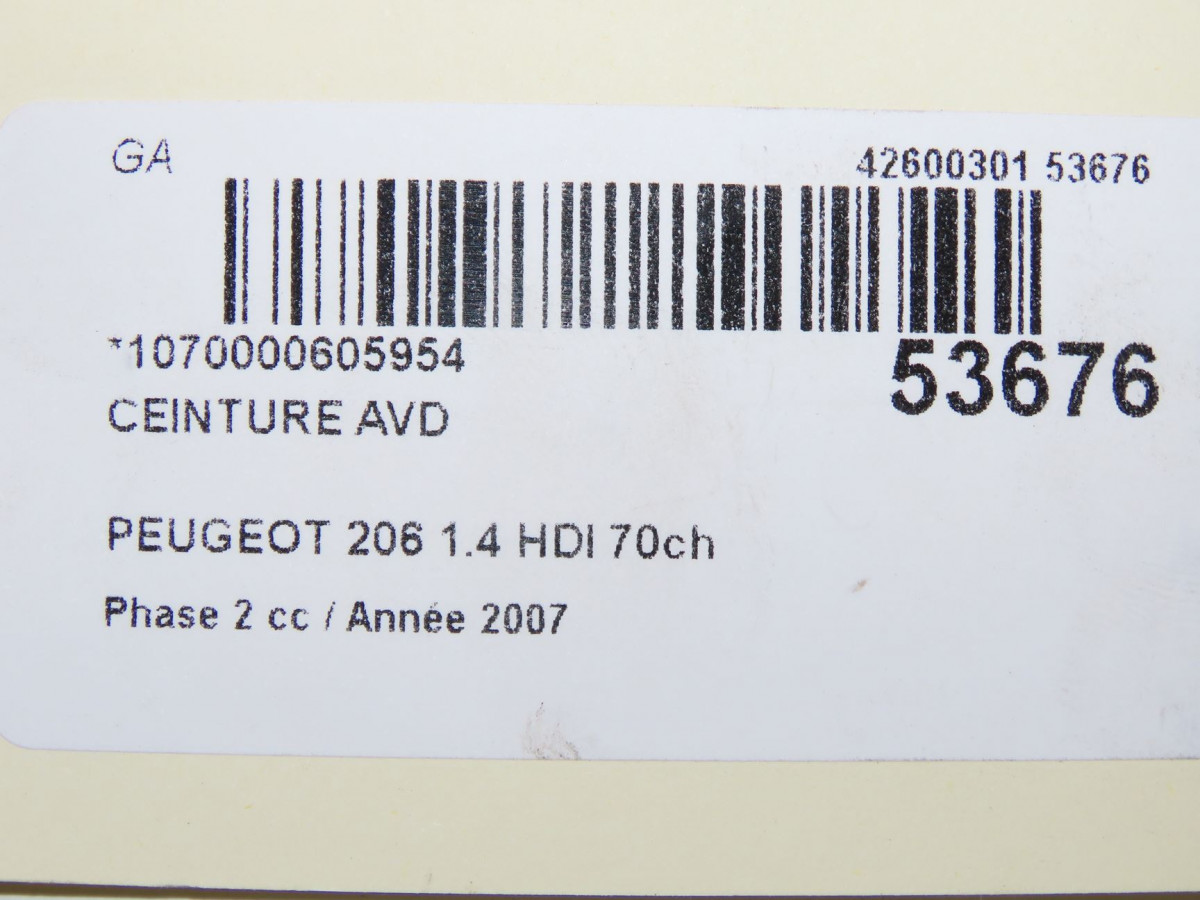 GA
42600301 53676
*1070000605954
53676
CEINTURE AVD
PEUGEOT 206 1.4 HDI 70ch
Phase 2 cc / Année 2007